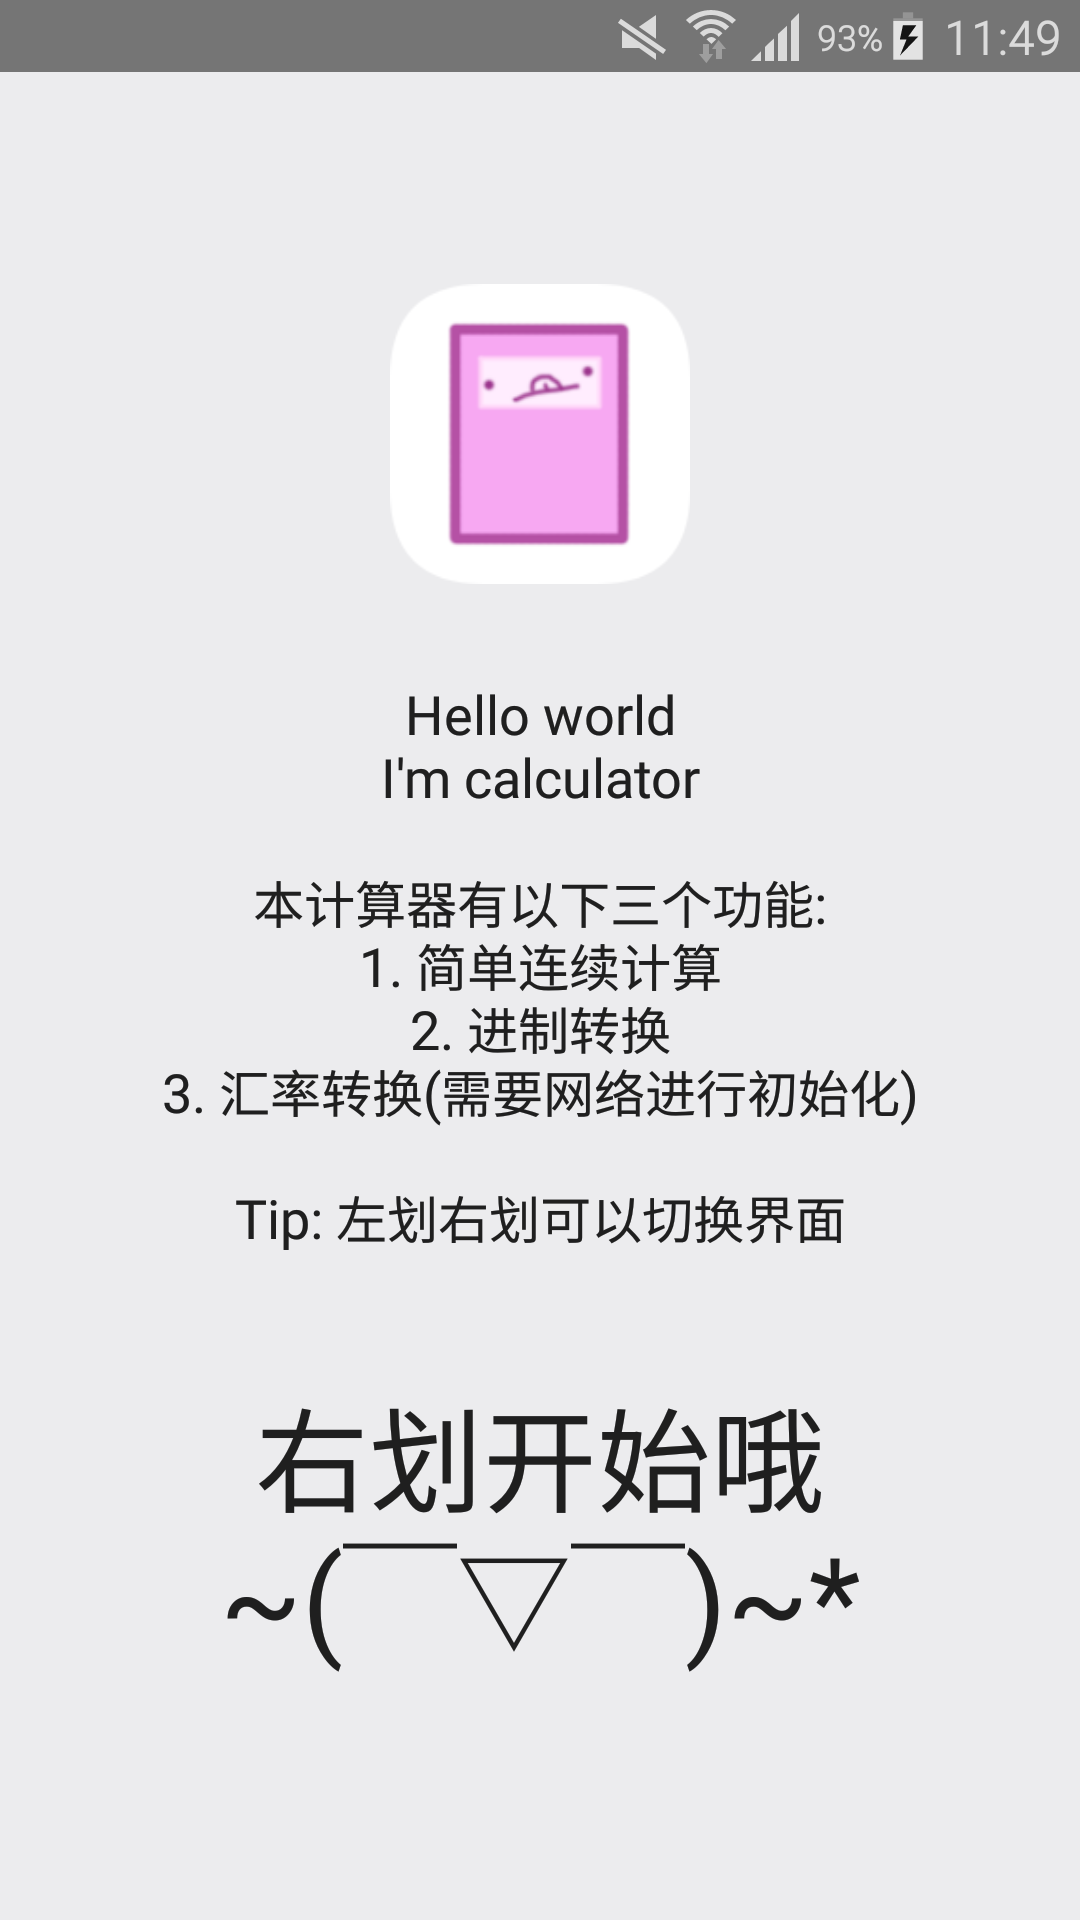 93% 11:49
Hello world
I'm calculator
本计算器有以下三个功能:
1. 简单连续计算
2. 进制转换
3. 汇率转换(需要网络进行初始化)
Tip: 左划右划可以切换界面
右划开始哦
~(￣▽￣)~*